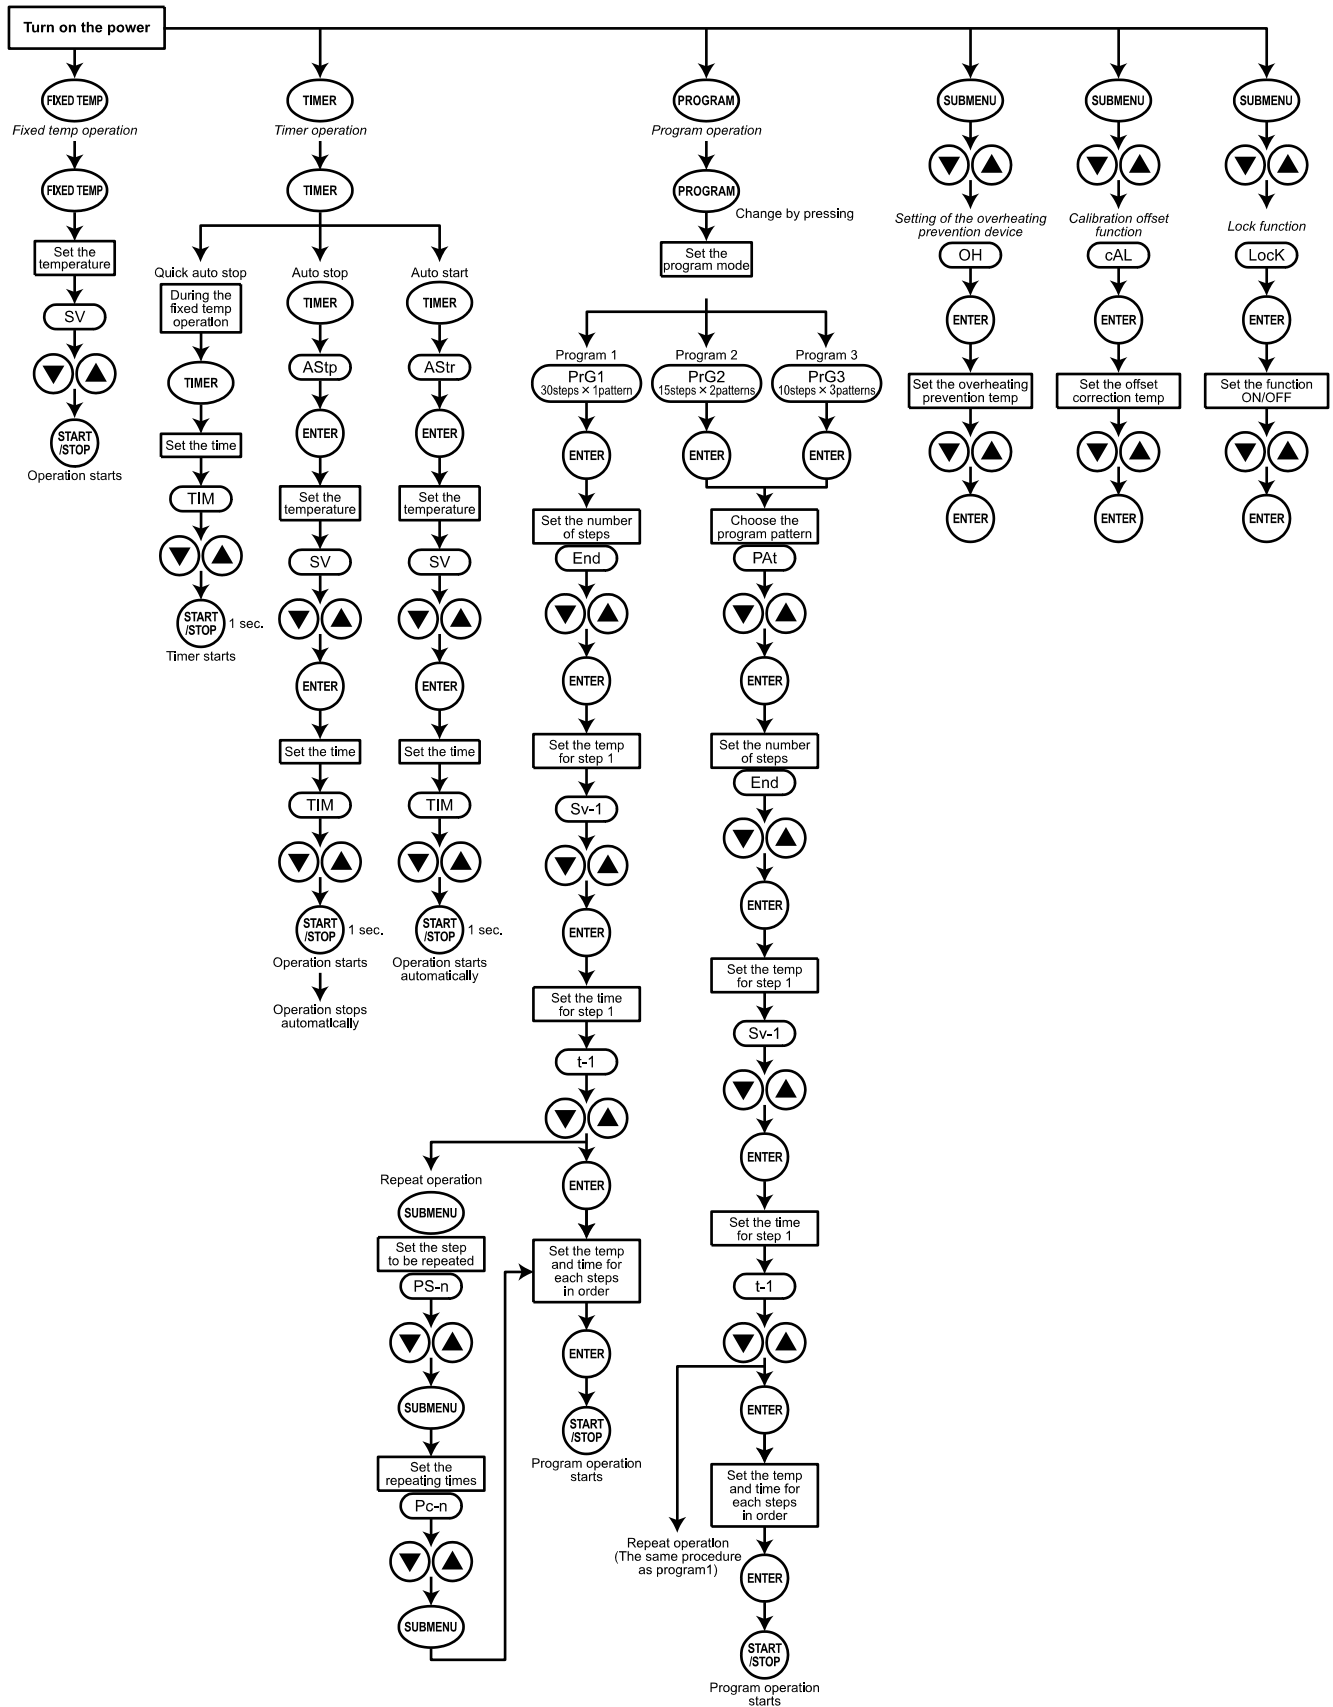 Turn on the power
FIXED TEMP
Fixed temp operation
FIXED TEMP
Set the
temperature
SV
START
/STOP
Operation starts
TIMER
Timer operation
TIMER
Quick auto stop
During the
fixed temp
operation
TIMER
Set the time
TIM
START
/STOP
1 sec.
Timer starts
Auto stop
TIMER
AStp
ENTER
Set the
temperature
SV
ENTER
Set the time
TIM
START
/STOP
1 sec.
Operation starts
Operation stops
automatically
Auto start
TIMER
AStr
ENTER
Set the
temperature
SV
ENTER
Set the time
TIM
START
/STOP
1 sec.
Operation starts
automatically
PROGRAM
Program operation
PROGRAM
Change by pressing
Set the
program mode
Program 1
PrG1
30steps × 1pattern
ENTER
Set the number
of steps
End
ENTER
Set the temp
for step 1
Sv-1
ENTER
Set the time
for step 1
t-1
ENTER
Set the temp
and time for
each steps
in order
ENTER
START
/STOP
Program operation
starts
Repeat operation
SUBMENU
Set the step
to be repeated
PS-n
SUBMENU
Set the
repeating times
Pc-n
SUBMENU
Program 2
PrG2
15steps × 2patterns
ENTER
Program 3
PrG3
10steps × 3patterns
ENTER
Choose the
program pattern
PAt
ENTER
Set the number
of steps
End
ENTER
Set the temp
for step 1
Sv-1
ENTER
Set the time
for step 1
t-1
ENTER
Set the temp
and time for
each steps
in order
ENTER
START
/STOP
Program operation
starts
Repeat operation
(The same procedure
as program1)
SUBMENU
Setting of the overheating
prevention device
OH
ENTER
Set the overheating
prevention temp
ENTER
SUBMENU
Calibration offset
function
cAL
ENTER
Set the offset
correction temp
ENTER
SUBMENU
Lock function
LocK
ENTER
Set the function
ON/OFF
ENTER